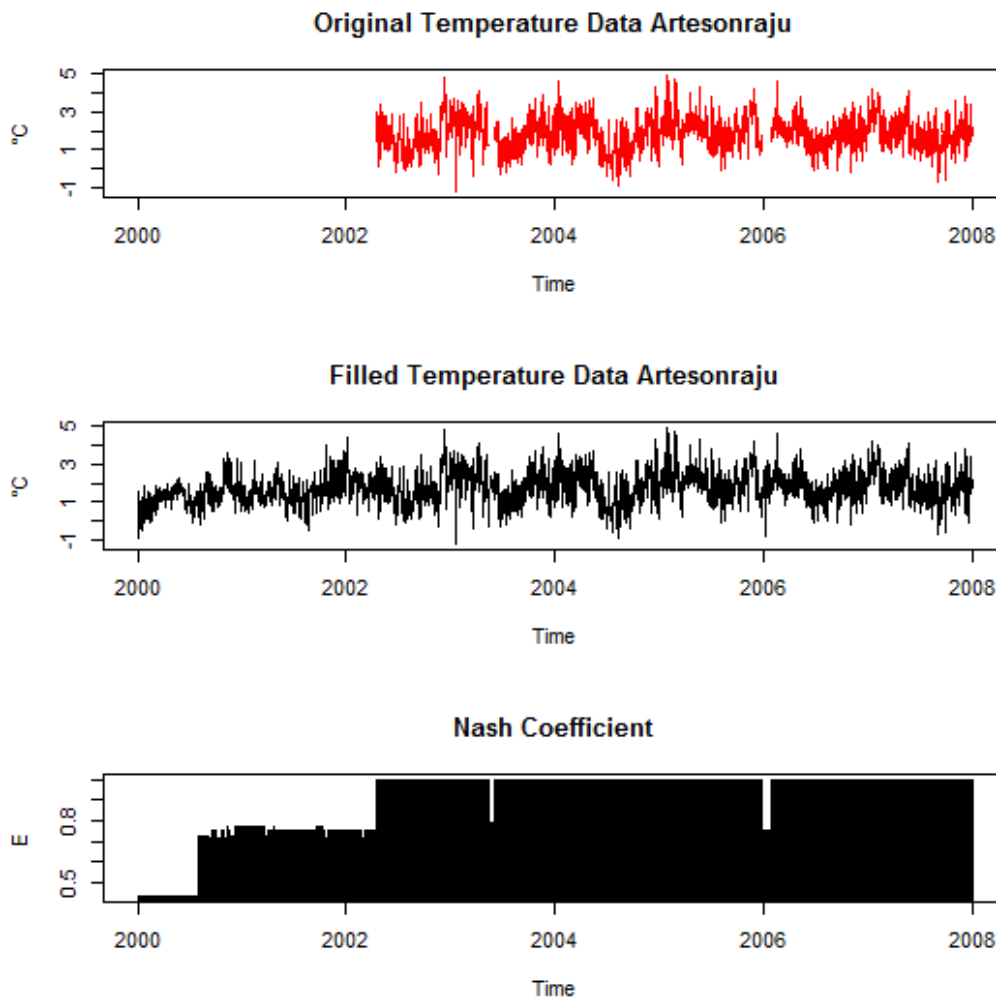 Original Temperature Data Artesonraju
5
3
1
-1
ºC
2000 2002 2004 2006 2008
Time
Filled Temperature Data Artesonraju
5
3
1
-1
ºC
2000 2002 2004 2006 2008
Time
Nash Coefficient
0.8
0.5
E
2000 2002 2004 2006 2008
Time